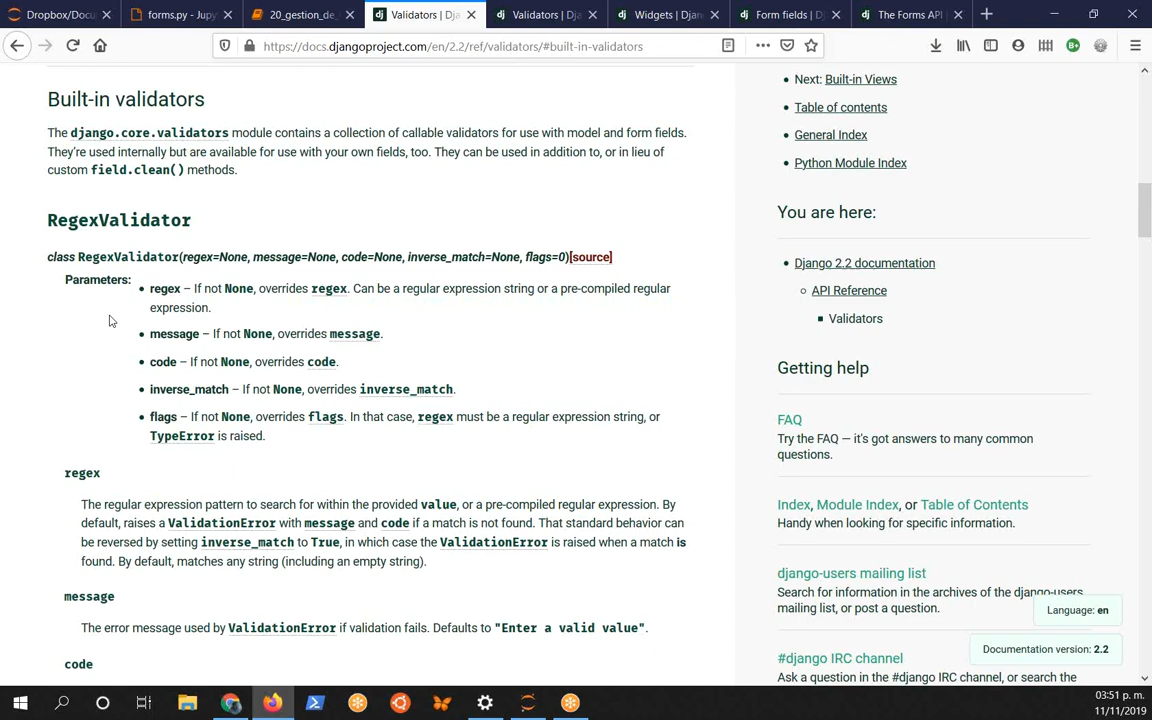 Dropbox/Docum
forms.py - Jupy
20_gestion_de_
Validators | Dja
Validators | Dja
Widgets | Djan
Form fields | D
The Forms API
https://docs.djangoproject.com/en/2.2/ref/validators/#built-in-validators
Built-in validators
The django.core.validators module contains a collection of callable validators for use with model and form fields.
They're used internally but are available for use with your own fields, too. They can be used in addition to, or in lieu of
custom field.clean() methods.
RegexValidator
class RegexValidator(regex=None, message=None, code=None, inverse_match=None, flags=0)[source]
Parameters:
• regex – If not None, overrides regex. Can be a regular expression string or a pre-compiled regular
expression.
• message – If not None, overrides message.
• code – If not None, overrides code.
• inverse_match – If not None, overrides inverse_match.
• flags – If not None, overrides flags. In that case, regex must be a regular expression string, or
TypeError is raised.
regex
The regular expression pattern to search for within the provided value, or a pre-compiled regular expression. By
default, raises a ValidationError with message and code if a match is not found. That standard behavior can
be reversed by setting inverse_match to True, in which case the ValidationError is raised when a match is
found. By default, matches any string (including an empty string).
message
The error message used by ValidationError if validation fails. Defaults to "Enter a valid value".
code
• Next: Built-in Views
• Table of contents
• General Index
• Python Module Index
You are here:
• Django 2.2 documentation
○ API Reference
▪ Validators
Getting help
FAQ
Try the FAQ — it's got answers to many common
questions.
Index, Module Index, or Table of Contents
Handy when looking for specific information.
django-users mailing list
Search for information in the archives of the django-users
mailing list, or post a question.
#django IRC channel
Ask a question in the #django IRC channel, or search the
Language: en
Documentation version: 2.2
03:51 p. m.
11/11/2019